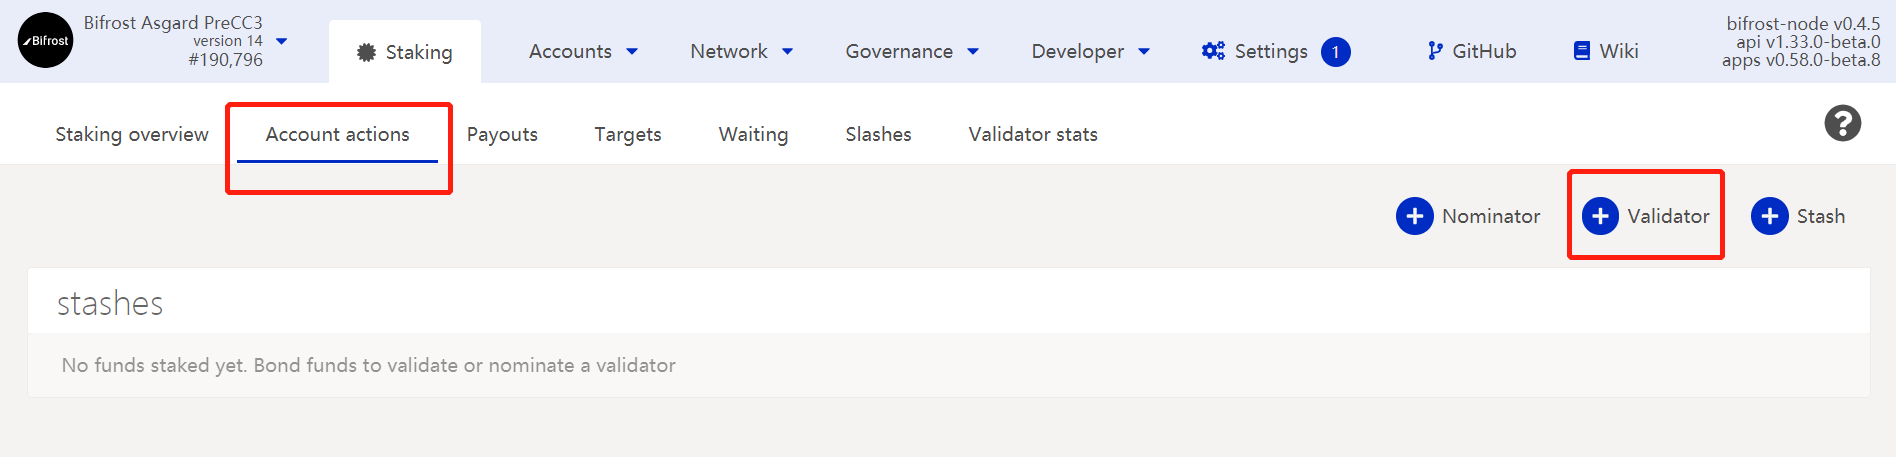 Bifrost
Bifrost Asgard PreCC3
version 14
#190,796
Staking
Accounts
Network
Governance
Developer
Settings
1
GitHub
Wiki
bifrost-node v0.4.5
api v1.33.0-beta.0
apps v0.58.0-beta.8
Staking overview
Account actions
Payouts
Targets
Waiting
Slashes
Validator stats
?
Nominator
Validator
Stash
stashes
No funds staked yet. Bond funds to validate or nominate a validator